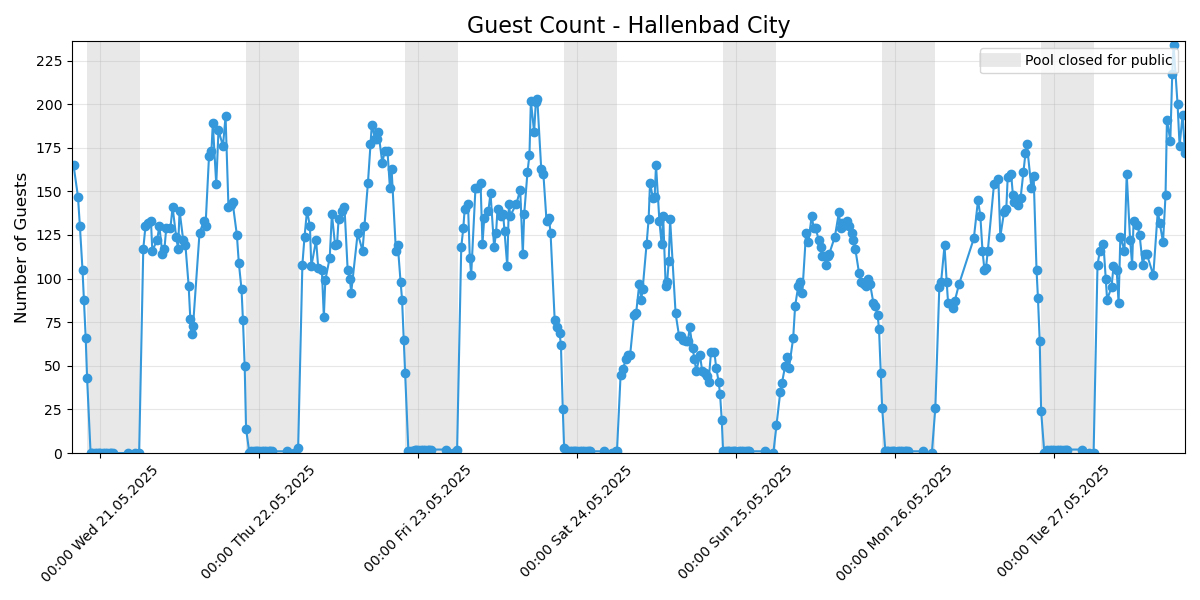 Guest Count - Hallenbad City
Number of Guests
225
200
175
150
125
100
75
50
25
0
Pool closed for public
00:00 Wed 21.05.2025
00:00 Thu 22.05.2025
00:00 Fri 23.05.2025
00:00 Sat 24.05.2025
00:00 Sun 25.05.2025
00:00 Mon 26.05.2025
00:00 Tue 27.05.2025